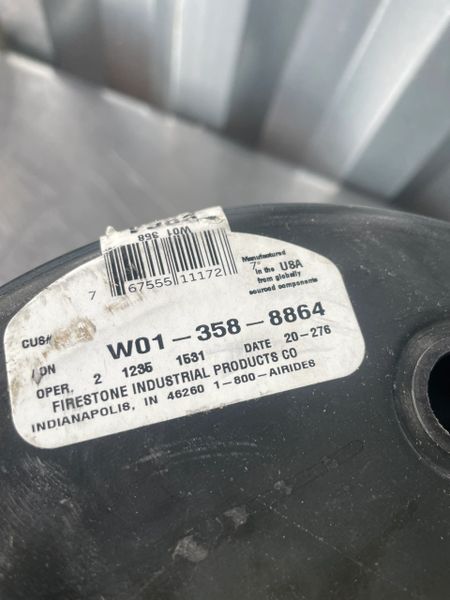 W01 358
7 67555 11172
Manufactured
in the USA
from globally
sourced components
CUS#
W01-358-8864
OPER. 2 1235 1531 DATE 20-276
FIRESTONE INDUSTRIAL PRODUCTS CO
INDIANAPOLIS, IN 46260 1-800-AIRIDE8